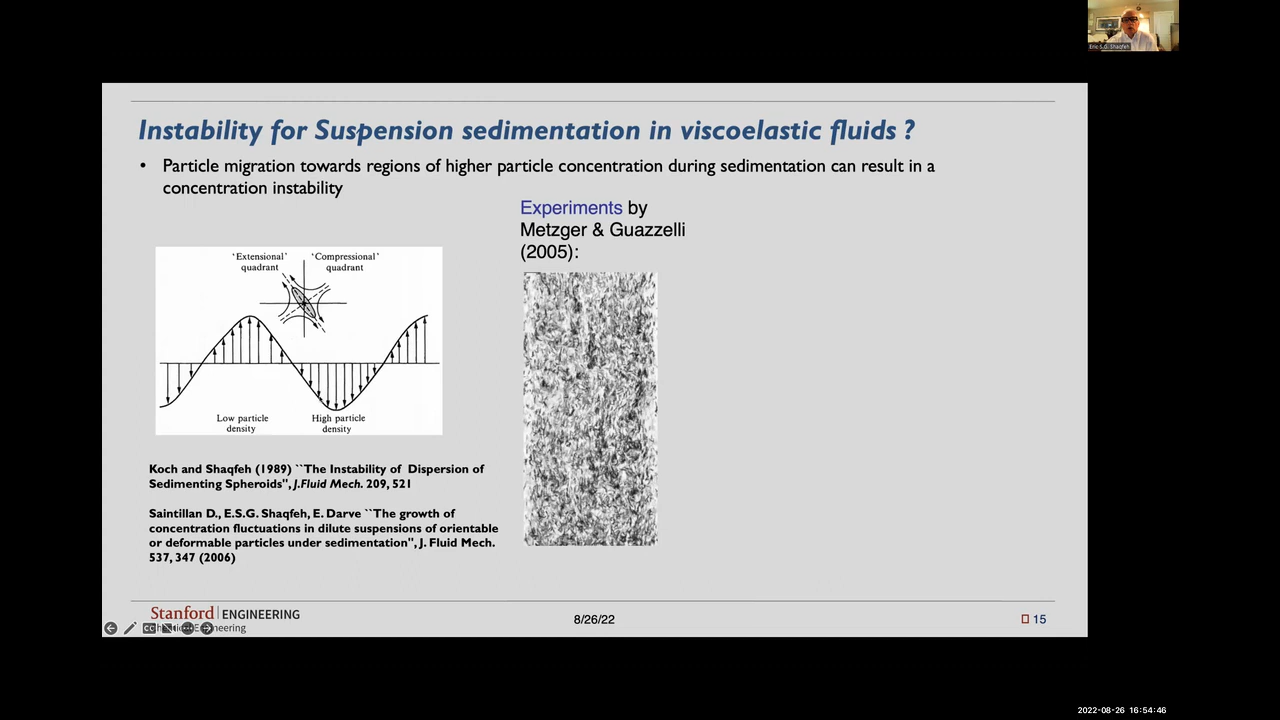 Eric S.G. Shaqfeh
Instability for Suspension sedimentation in viscoelastic fluids ?
• Particle migration towards regions of higher particle concentration during sedimentation can result in a
concentration instability
Experiments by
Metzger & Guazzelli
(2005):
'Extensional' 'Compressional'
quadrant quadrant
Low particle High particle
density density
Koch and Shaqfeh (1989) ``The Instability of Dispersion of
Sedimenting Spheroids", J.Fluid Mech. 209, 521
Saintillan D., E.S.G. Shaqfeh, E. Darve ``The growth of
concentration fluctuations in dilute suspensions of orientable
or deformable particles under sedimentation", J. Fluid Mech.
537, 347 (2006)
Stanford ENGINEERING
8/26/22
15
2022-08-26 16:54:46